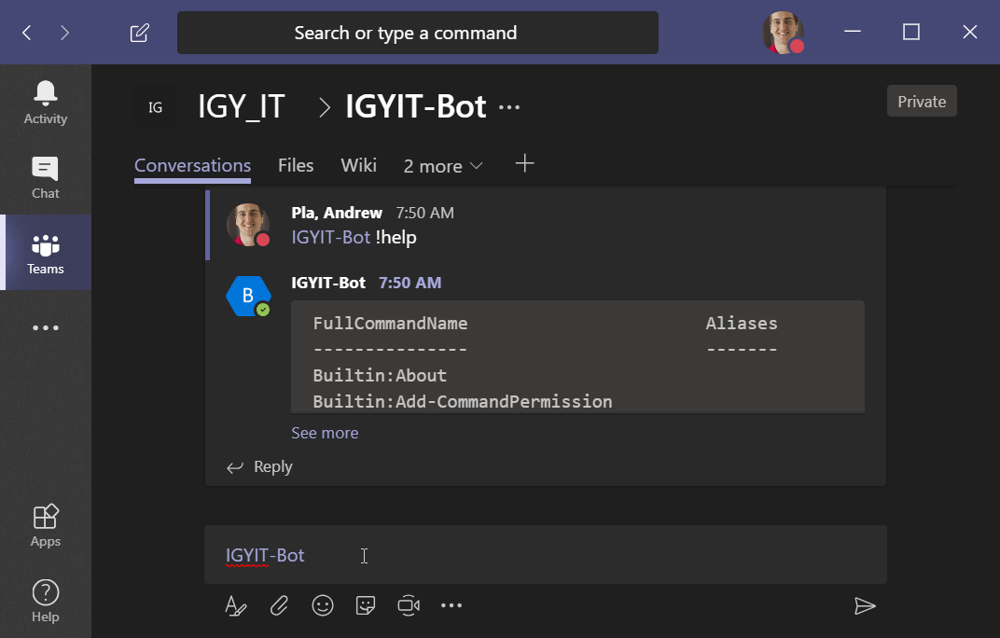 Search or type a command
Activity
Chat
Teams
Apps
Help
IG IGY_IT > IGYIT-Bot ...
Private
Conversations Files Wiki 2 more +
Pla, Andrew 7:50 AM
IGYIT-Bot !help
B
IGYIT-Bot 7:50 AM
FullCommandName Aliases
--------------- -------
Builtin:About
Builtin:Add-CommandPermission
See more
Reply
IGYIT-Bot